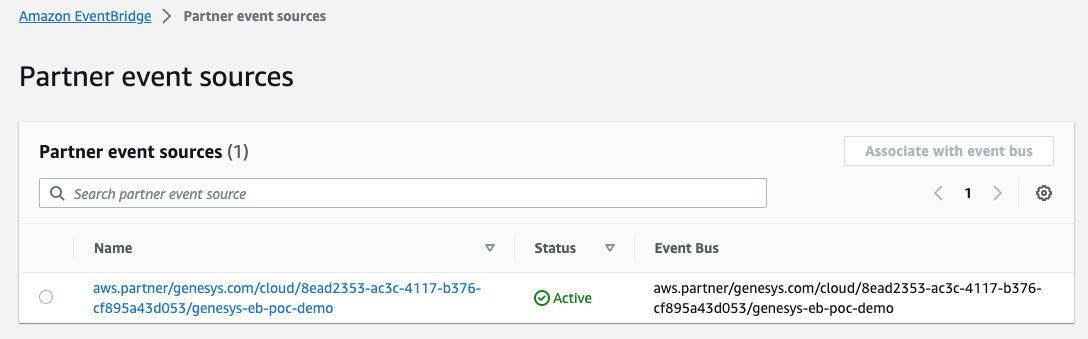 Amazon EventBridge > Partner event sources
Partner event sources
Partner event sources (1)
Associate with event bus
Search partner event source
1
Name Status Event Bus
aws.partner/genesys.com/cloud/8ead2353-ac3c-4117-b376-
cf895a43d053/genesys-eb-poc-demo
Active
aws.partner/genesys.com/cloud/8ead2353-ac3c-4117-b376-
cf895a43d053/genesys-eb-poc-demo